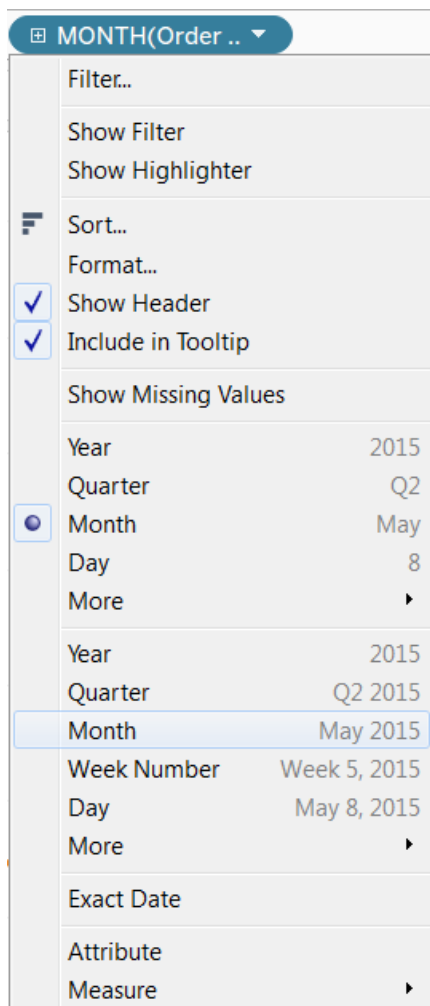 MONTH(Order ..
Filter...
Show Filter
Show Highlighter
Sort...
Format...
Show Header
Include in Tooltip
Show Missing Values
Year 2015
Quarter Q2
Month May
Day 8
More
Year 2015
Quarter Q2 2015
Month May 2015
Week Number Week 5, 2015
Day May 8, 2015
More
Exact Date
Attribute
Measure